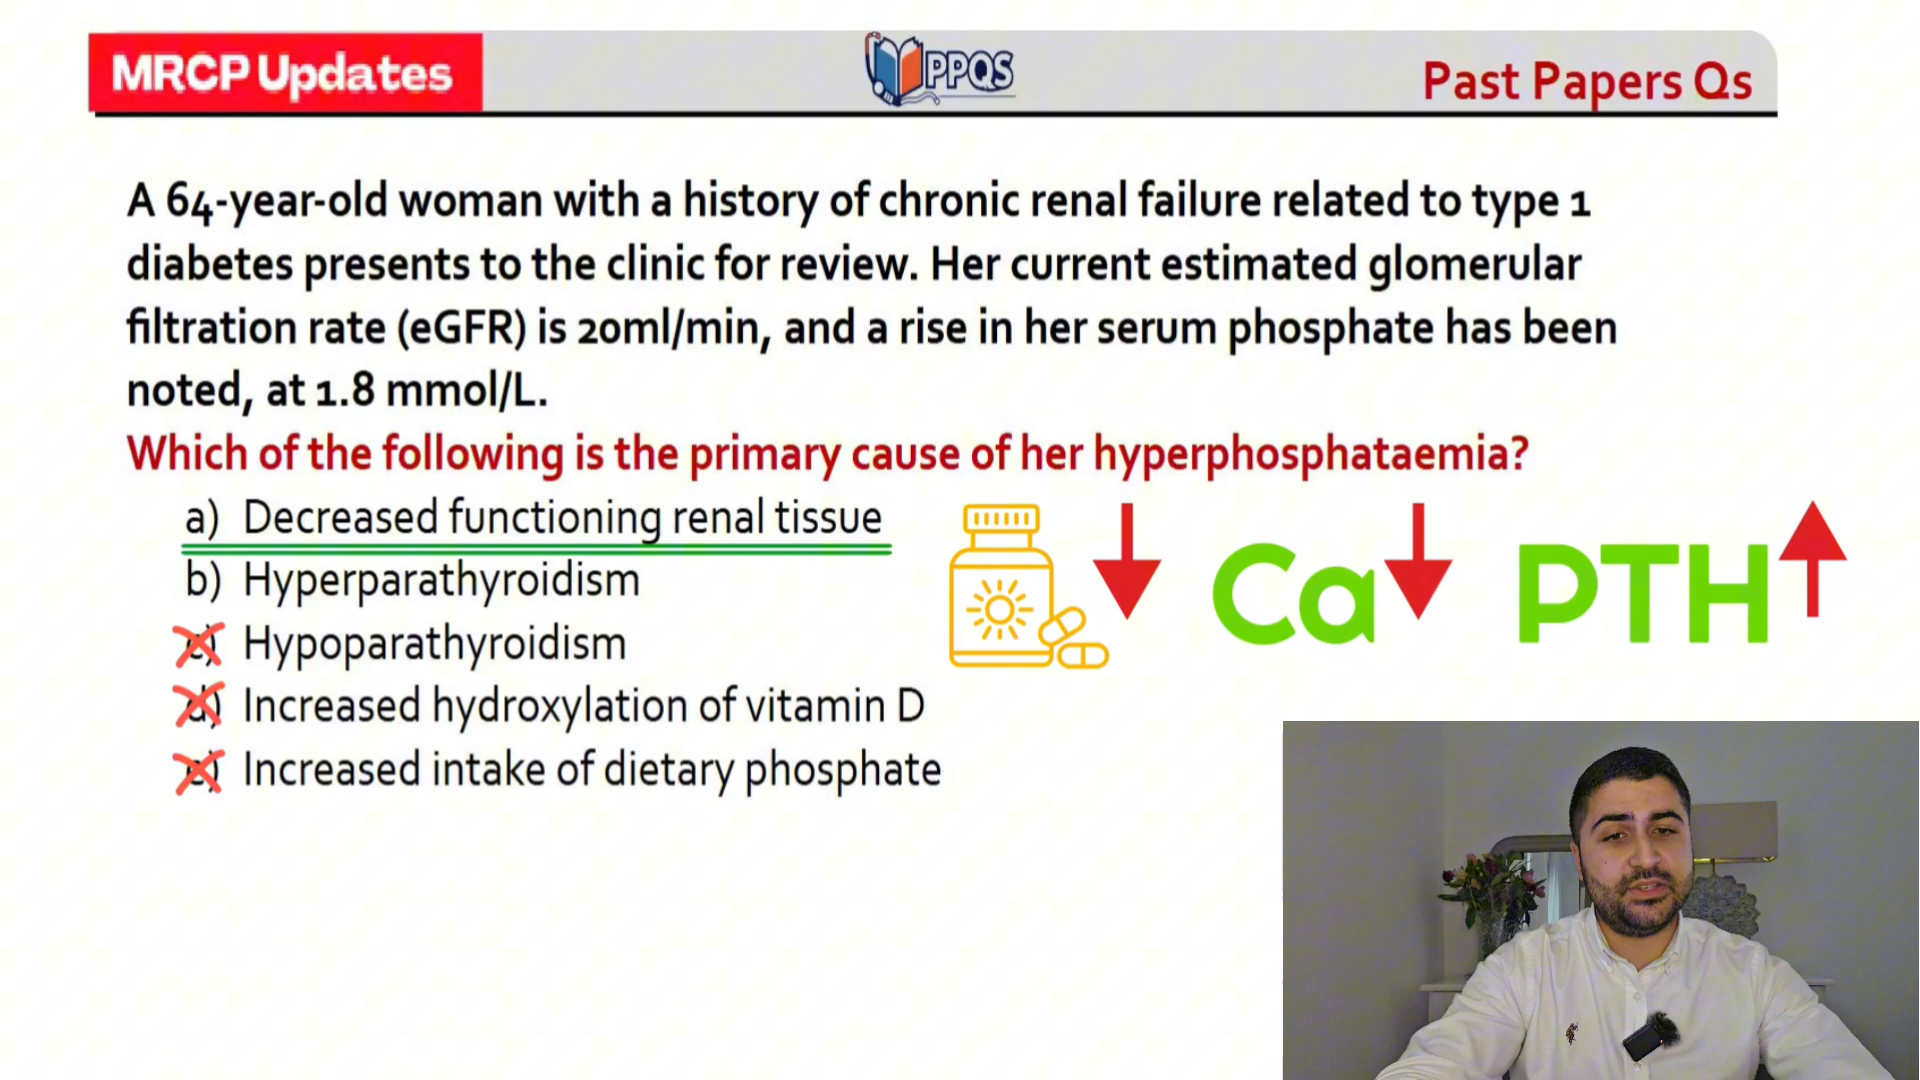 MRCP Updates
PPQS
Past Papers Qs
A 64-year-old woman with a history of chronic renal failure related to type 1
diabetes presents to the clinic for review. Her current estimated glomerular
filtration rate (eGFR) is 20ml/min, and a rise in her serum phosphate has been
noted, at 1.8 mmol/L.
Which of the following is the primary cause of her hyperphosphataemia?
a) Decreased functioning renal tissue
b) Hyperparathyroidism
c) Hypoparathyroidism
d) Increased hydroxylation of vitamin D
e) Increased intake of dietary phosphate
Ca PTH